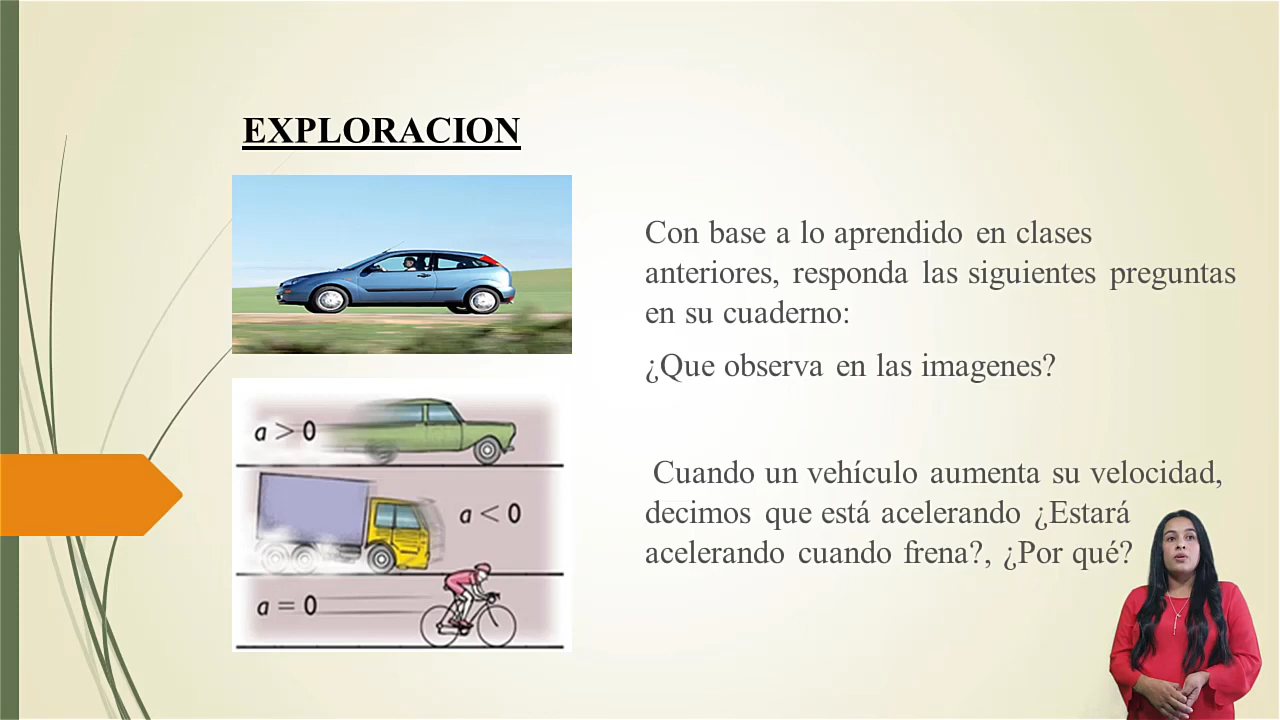 EXPLORACION
a > 0
a < 0
a = 0
Con base a lo aprendido en clases
anteriores, responda las siguientes preguntas
en su cuaderno:
¿Que observa en las imagenes?
Cuando un vehículo aumenta su velocidad,
decimos que está acelerando ¿Estará
acelerando cuando frena?, ¿Por qué?